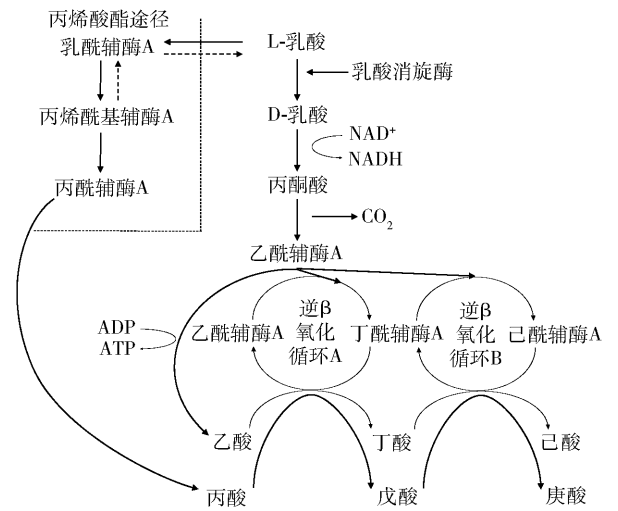 丙烯酸酯途径
乳酰辅酶A
L-乳酸
乳酸消旋酶
丙烯酰基辅酶A
D-乳酸
NAD⁺
NADH
丙酰辅酶A
丙酮酸
CO₂
乙酰辅酶A
ADP
ATP
乙酰辅酶A
逆β
氧化
循环A
丁酰辅酶A
逆β
氧化
循环B
己酰辅酶A
乙酸
丁酸
己酸
丙酸
戊酸
庚酸